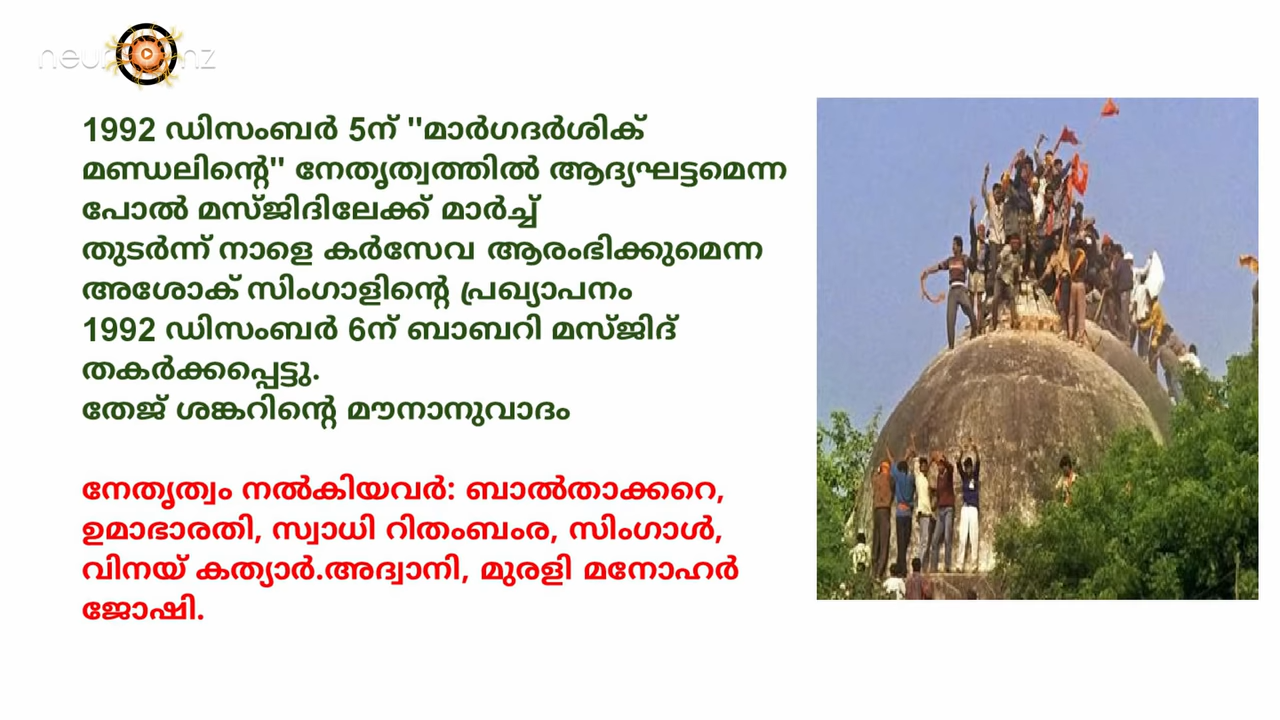 1992 ഡിസംബർ 5ന് "മാർഗദർശിക്
മണ്ഡലിന്റെ" നേതൃത്വത്തിൽ ആദ്യഘട്ടമെന്ന
പോൽ മസ്ജിദിലേക്ക് മാർച്ച്
തുടർന്ന് നാളെ കർസേവ ആരംഭിക്കുമെന്ന
അശോക് സിംഗാളിന്റെ പ്രഖ്യാപനം
1992 ഡിസംബർ 6ന് ബാബറി മസ്ജിദ്
തകർക്കപ്പെട്ടു.
തേജ് ശങ്കറിന്റെ മൗനാനുവാദം
നേതൃത്വം നൽകിയവർ: ബാൽതാക്കറെ,
ഉമാഭാരതി, സ്വാധി റിതംബംര, സിംഗാൾ,
വിനയ് കത്യാർ.അദ്വാനി, മുരളി മനോഹർ
ജോഷി.